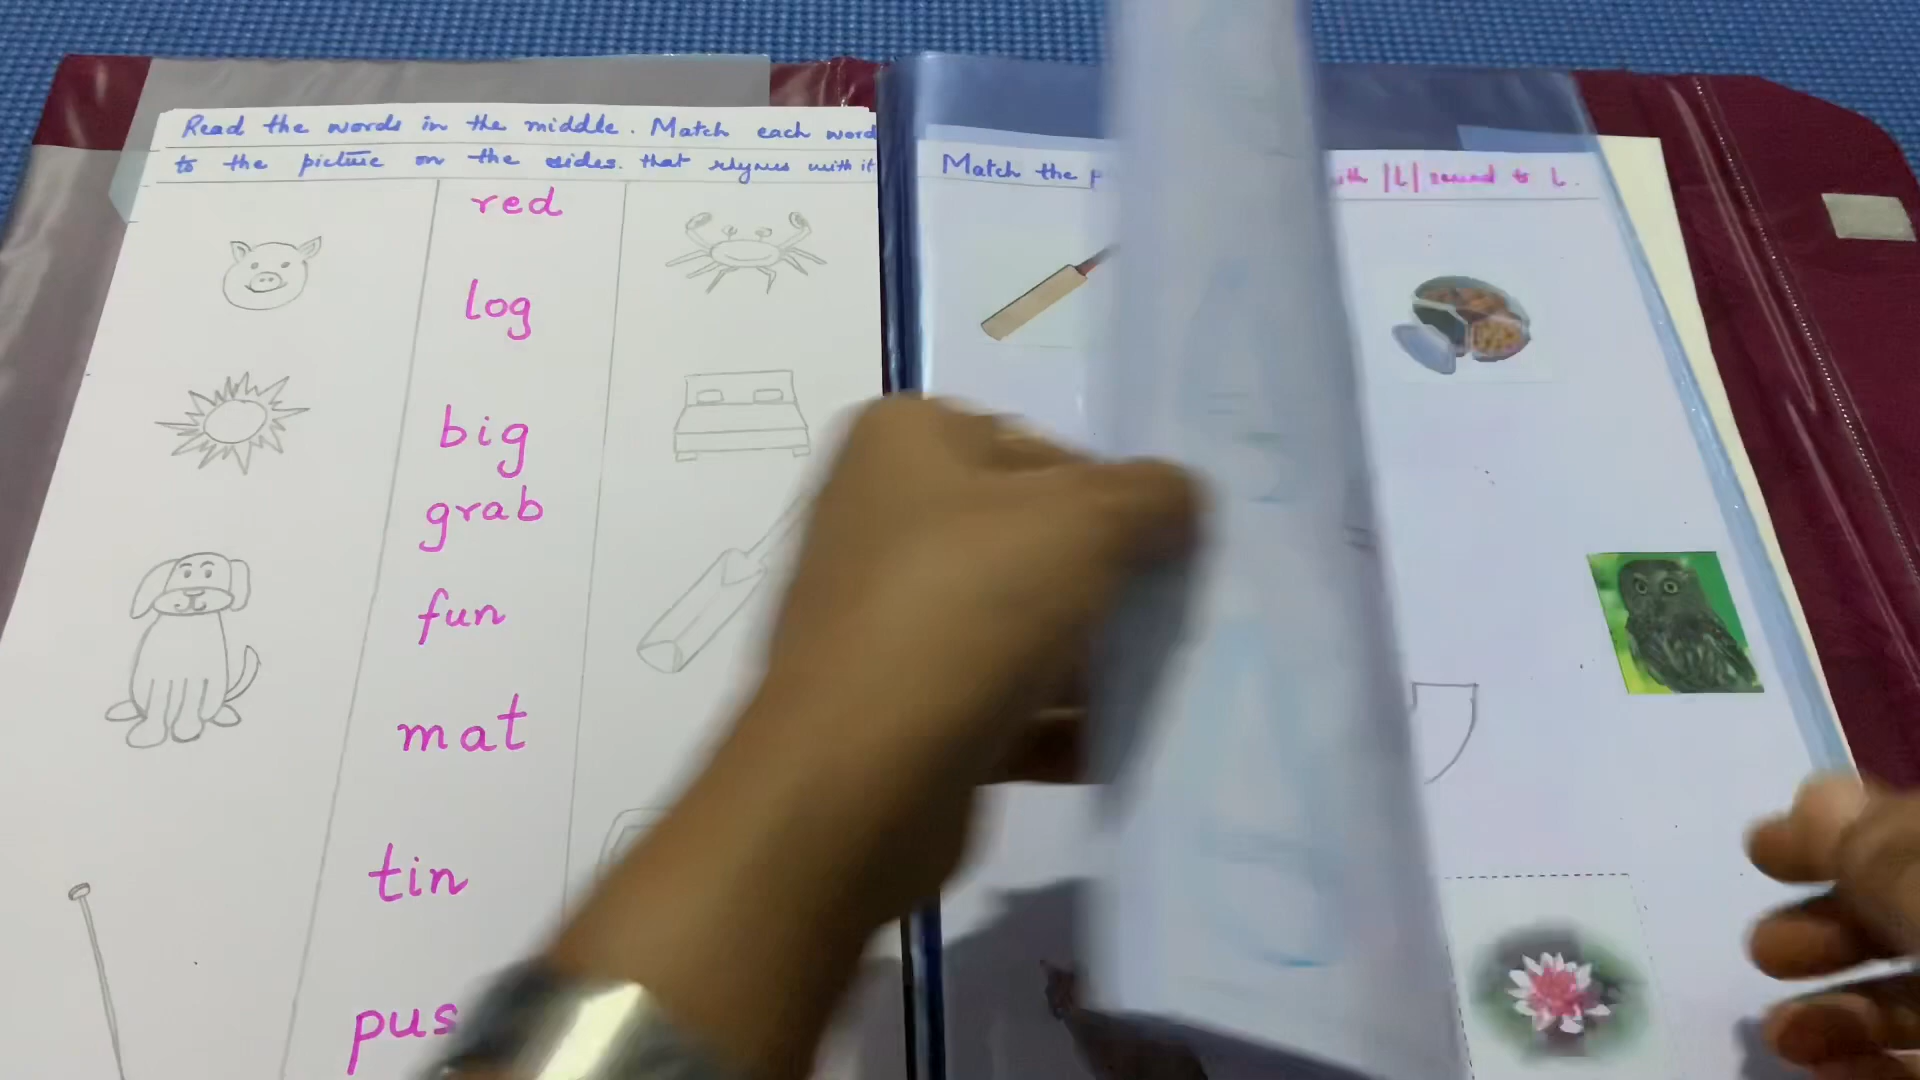 Read the words in the middle. Match each word
to the picture on the sides. that rhymes with it
red
log
big
grab
fun
mat
tin
pus
Match the
with |b| sound to b.